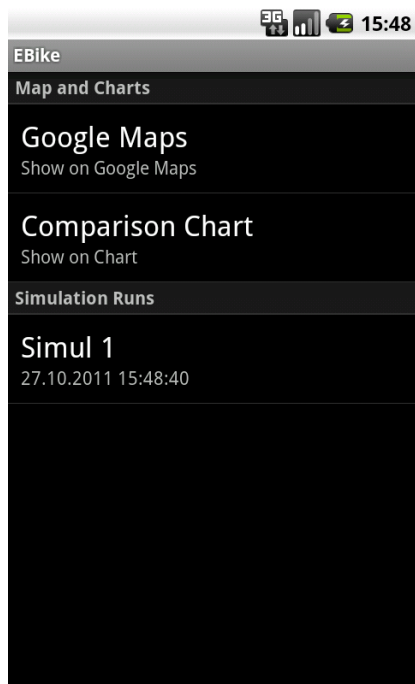 3G 15:48
EBike
Map and Charts
Google Maps
Show on Google Maps
Comparison Chart
Show on Chart
Simulation Runs
Simul 1
27.10.2011 15:48:40